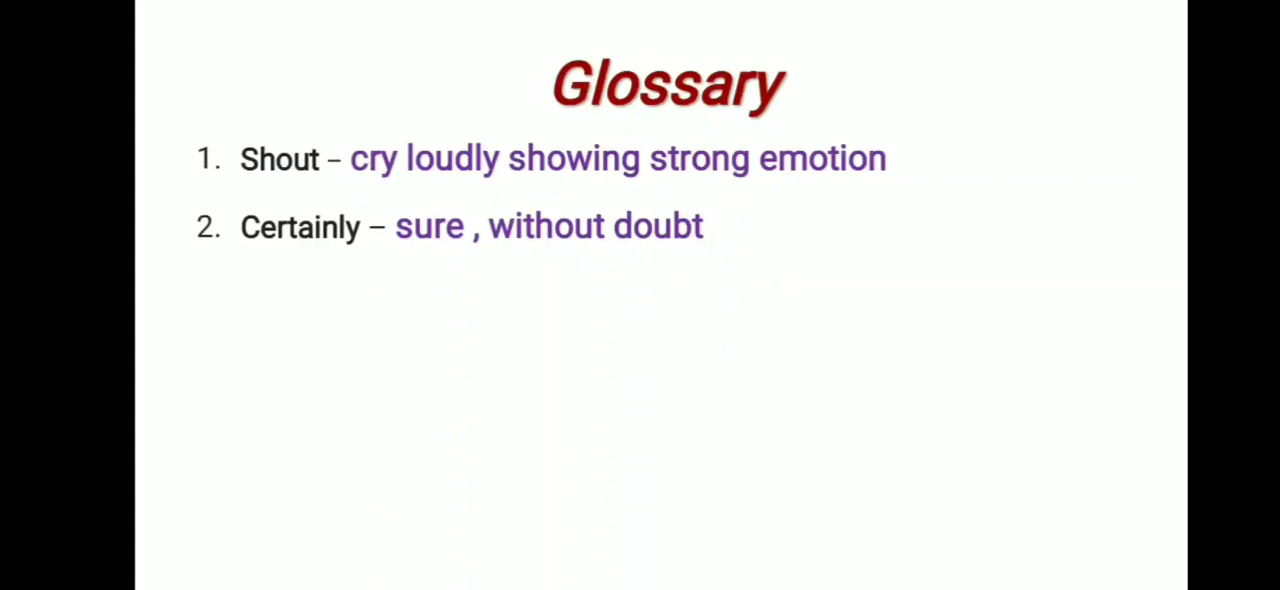 Glossary
1. Shout – cry loudly showing strong emotion
2. Certainly – sure , without doubt